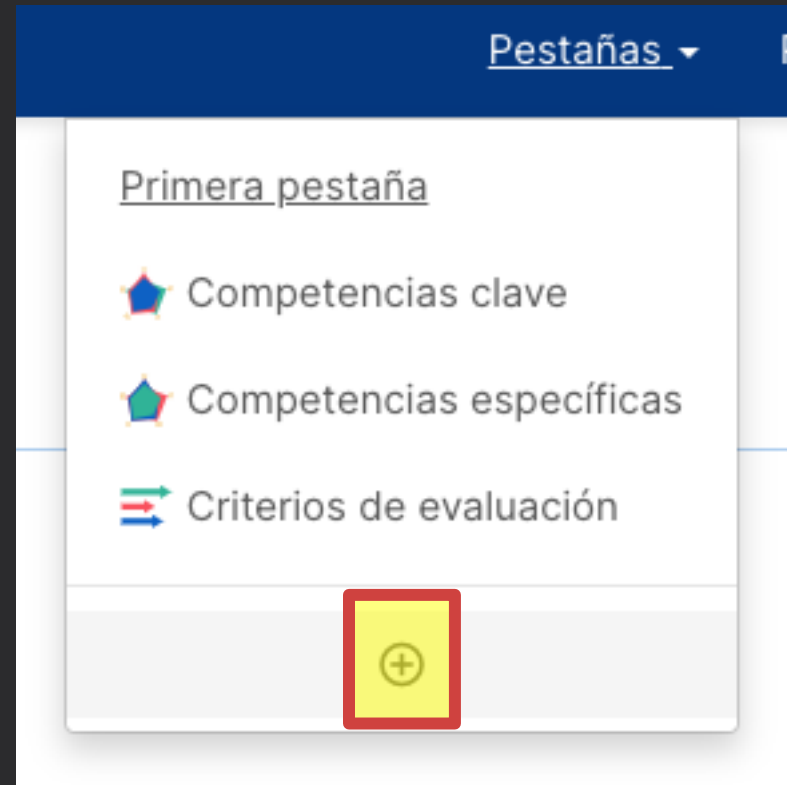 Pestañas
Primera pestaña
Competencias clave
Competencias específicas
Criterios de evaluación